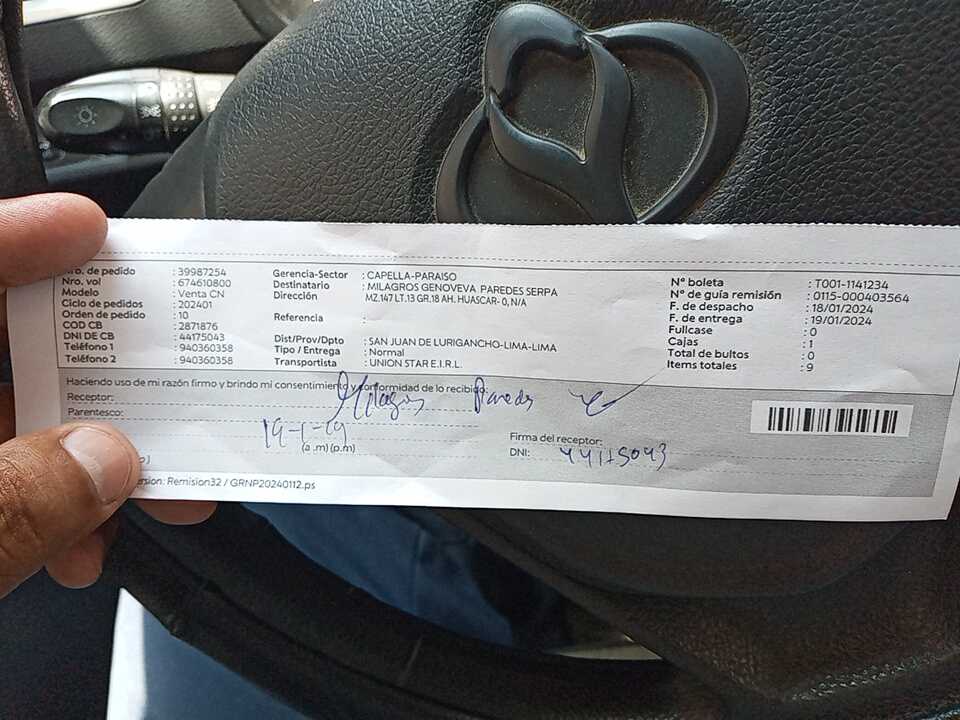 Nro. de pedido : 39987254
Nro. vol : 674610800
Modelo : Venta CN
Ciclo de pedidos : 202401
Orden de pedido : 10
COD CB : 2871876
DNI DE CB : 44175043
Teléfono 1 : 940360358
Teléfono 2 : 940360358
Gerencia-Sector : CAPELLA-PARAISO
Destinatario : MILAGROS GENOVEVA PAREDES SERPA
Dirección : MZ.147 LT.13 GR.18 AH. HUASCAR- 0, N/A
Referencia :
Dist/Prov/Dpto : SAN JUAN DE LURIGANCHO-LIMA-LIMA
Tipo / Entrega : Normal
Transportista : UNION STAR E.I.R.L.
N° boleta : T001-1141234
N° de guía remisión : 0115-000403564
F. de despacho : 18/01/2024
F. de entrega : 19/01/2024
Fullcase : 0
Cajas : 1
Total de bultos : 0
Items totales : 9
Haciendo uso de mi razón firmo y brindo mi consentimiento y conformidad de lo recibido:
Receptor: Milagros Paredes
Parentesco:
(a .m) (p.m)
Firma del receptor:
DNI: 44175043
Version: Remision32 / GRNP20240112.ps